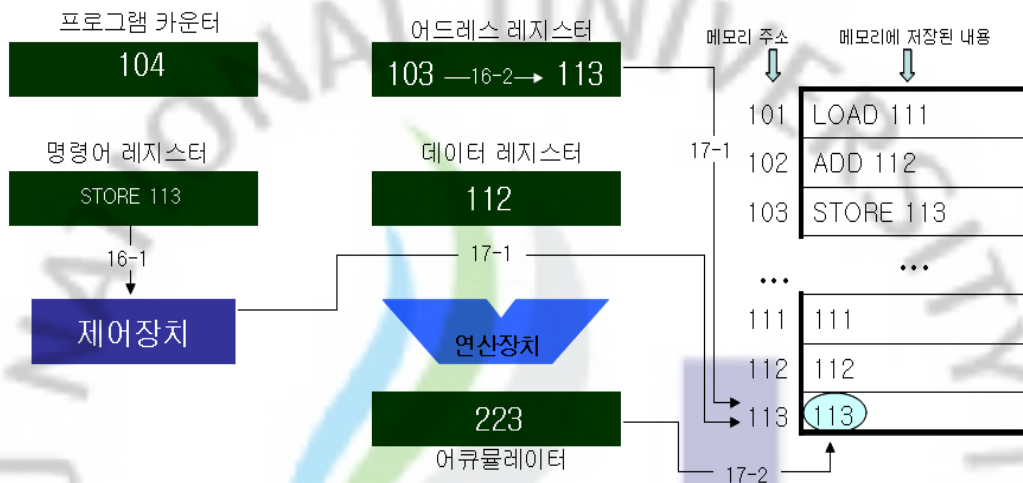 프로그램 카운터
104
어드레스 레지스터
103 16-2 113
메모리 주소
메모리에 저장된 내용
101 LOAD 111
102 ADD 112
103 STORE 113
... ...
111 111
112 112
113 113
명령어 레지스터
STORE 113
데이터 레지스터
112
17-1
16-1
17-1
제어장치
연산장치
223
어큐뮬레이터
17-2
NATIONAL UNIVERSITY